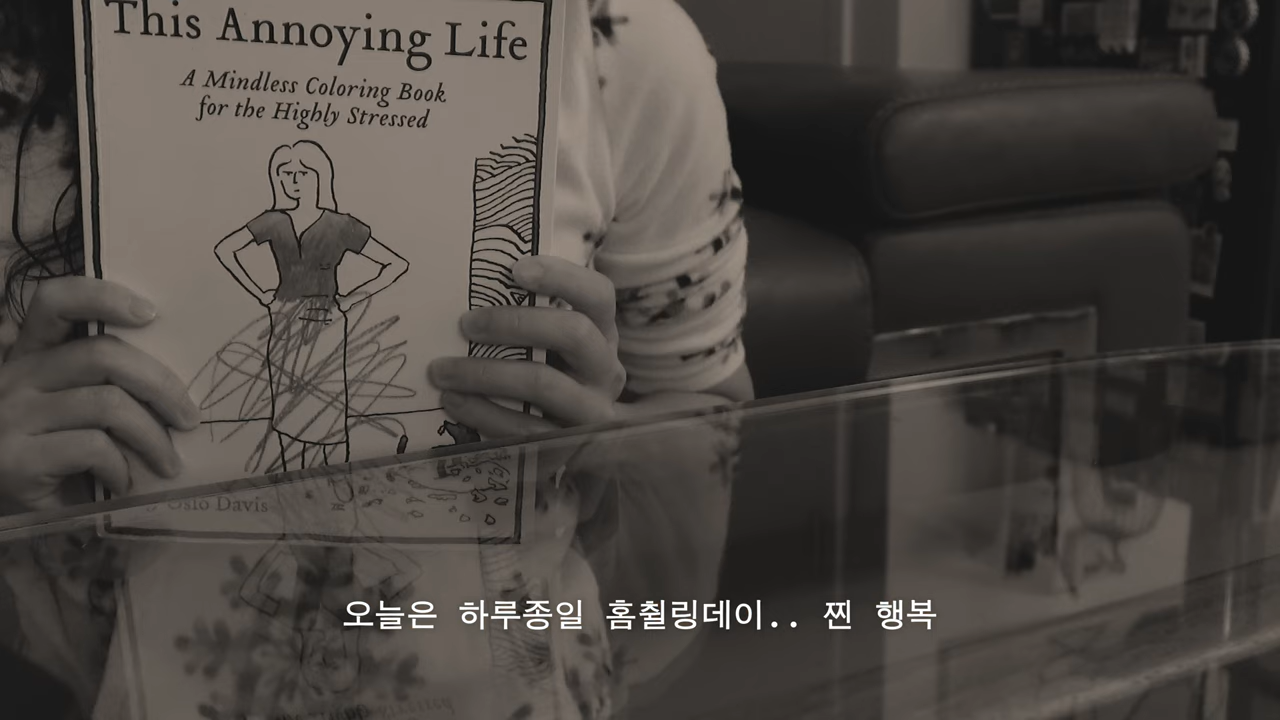 This Annoying Life
A Mindless Coloring Book
for the Highly Stressed
Oslo Davis
오늘은 하루종일 홈췰링데이.. 찐 행복